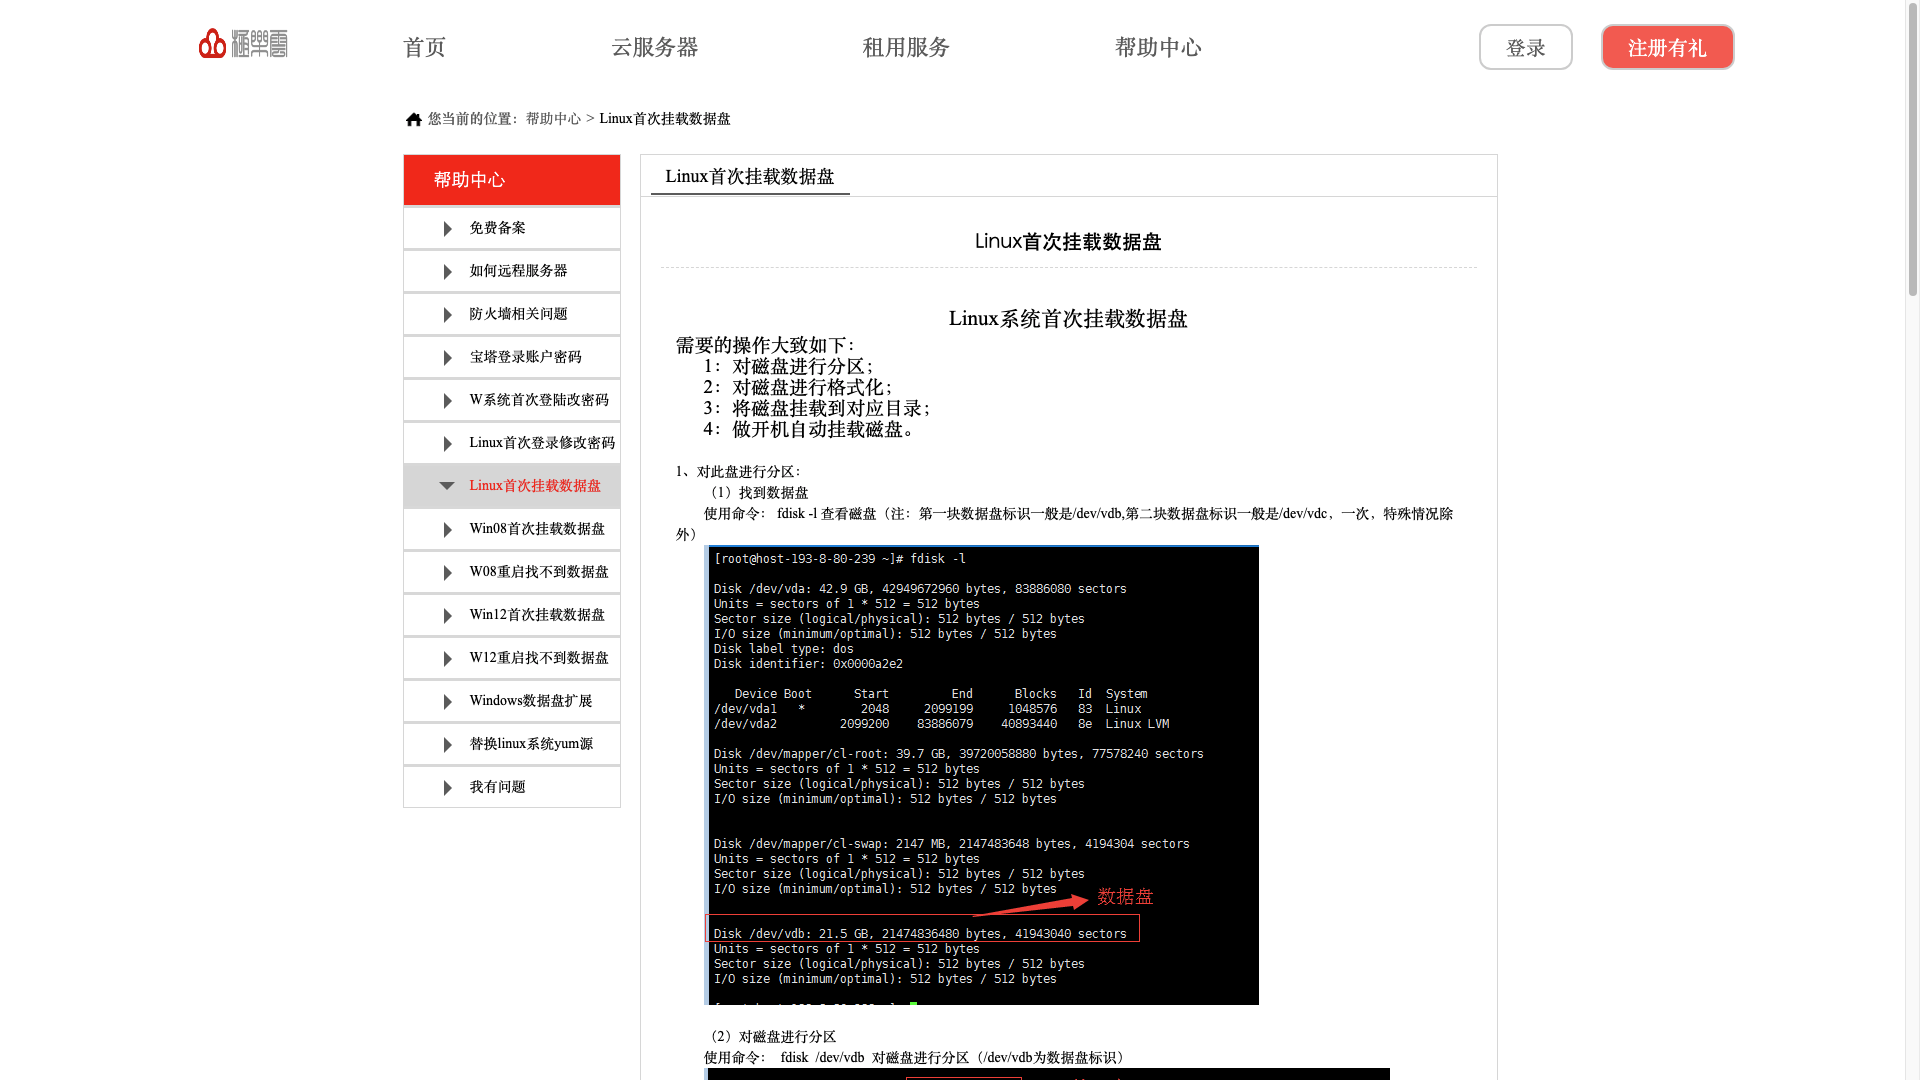 極樂雲
首页
云服务器
租用服务
帮助中心
登录
注册有礼
您当前的位置：帮助中心 > Linux首次挂载数据盘
帮助中心
免费备案
如何远程服务器
防火墙相关问题
宝塔登录账户密码
W系统首次登陆改密码
Linux首次登录修改密码
Linux首次挂载数据盘
Win08首次挂载数据盘
W08重启找不到数据盘
Win12首次挂载数据盘
W12重启找不到数据盘
Windows数据盘扩展
替换linux系统yum源
我有问题
Linux首次挂载数据盘
Linux首次挂载数据盘
Linux系统首次挂载数据盘
需要的操作大致如下：
1：对磁盘进行分区；
2：对磁盘进行格式化；
3：将磁盘挂载到对应目录；
4：做开机自动挂载磁盘。
1、对此盘进行分区：
（1）找到数据盘
使用命令： fdisk -l 查看磁盘（注：第一块数据盘标识一般是/dev/vdb,第二块数据盘标识一般是/dev/vdc，一次，特殊情况除
外）
[root@host-193-8-80-239 ~]# fdisk -l
Disk /dev/vda: 42.9 GB, 42949672960 bytes, 83886080 sectors
Units = sectors of 1 * 512 = 512 bytes
Sector size (logical/physical): 512 bytes / 512 bytes
I/O size (minimum/optimal): 512 bytes / 512 bytes
Disk label type: dos
Disk identifier: 0x0000a2e2
Device Boot Start End Blocks Id System
/dev/vda1 * 2048 2099199 1048576 83 Linux
/dev/vda2 2099200 83886079 40893440 8e Linux LVM
Disk /dev/mapper/cl-root: 39.7 GB, 39720058880 bytes, 77578240 sectors
Units = sectors of 1 * 512 = 512 bytes
Sector size (logical/physical): 512 bytes / 512 bytes
I/O size (minimum/optimal): 512 bytes / 512 bytes
Disk /dev/mapper/cl-swap: 2147 MB, 2147483648 bytes, 4194304 sectors
Units = sectors of 1 * 512 = 512 bytes
Sector size (logical/physical): 512 bytes / 512 bytes
I/O size (minimum/optimal): 512 bytes / 512 bytes
数据盘
Disk /dev/vdb: 21.5 GB, 21474836480 bytes, 41943040 sectors
Units = sectors of 1 * 512 = 512 bytes
Sector size (logical/physical): 512 bytes / 512 bytes
I/O size (minimum/optimal): 512 bytes / 512 bytes
（2）对磁盘进行分区
使用命令： fdisk /dev/vdb 对磁盘进行分区（/dev/vdb为数据盘标识）